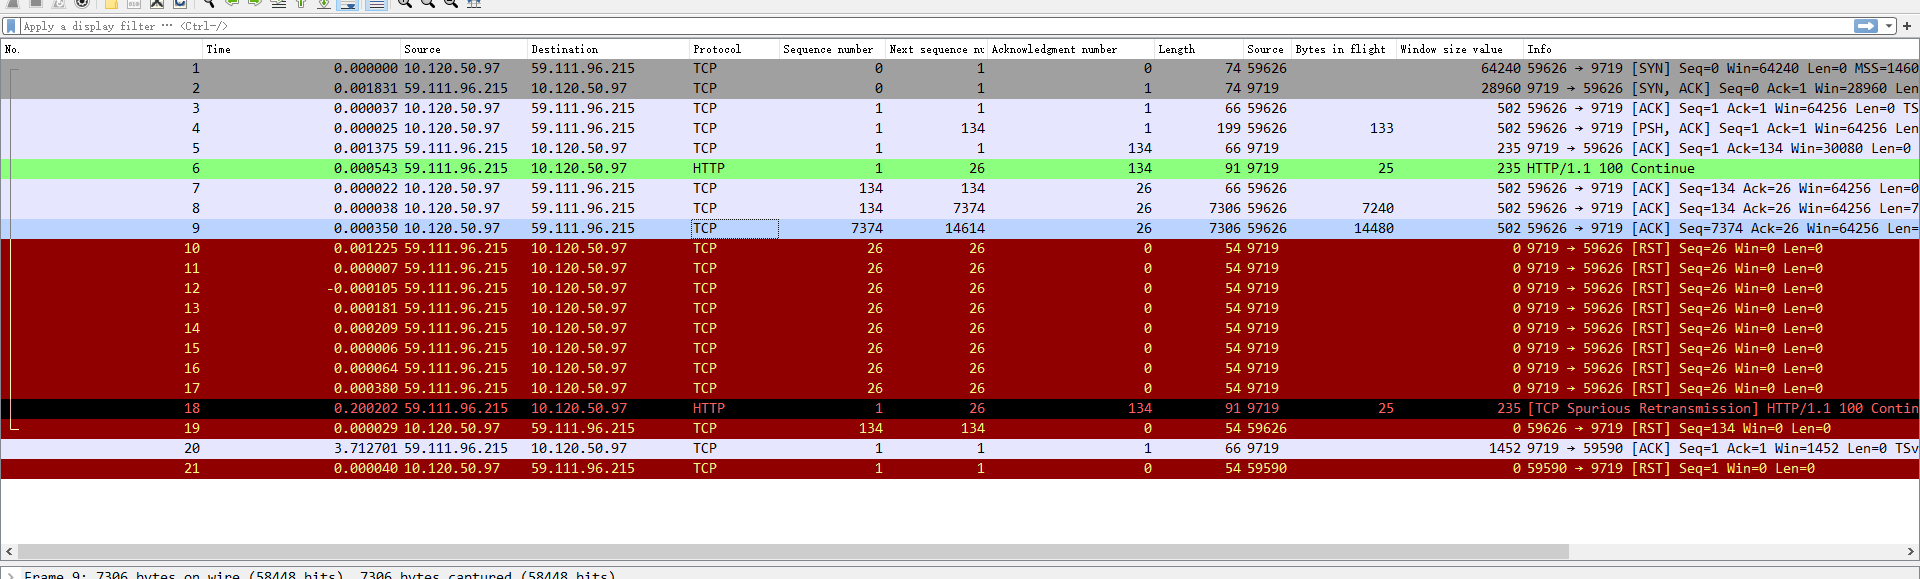 Apply a display filter ··· <Ctrl-/>
No. Time Source Destination Protocol Sequence number Next sequence nu Acknowledgment number Length Source Bytes in flight Window size value Info
1 0.000000 10.120.50.97 59.111.96.215 TCP 0 1 0 74 59626 64240 59626 → 9719 [SYN] Seq=0 Win=64240 Len=0 MSS=1460
2 0.001831 59.111.96.215 10.120.50.97 TCP 0 1 1 74 9719 28960 9719 → 59626 [SYN, ACK] Seq=0 Ack=1 Win=28960 Len
3 0.000037 10.120.50.97 59.111.96.215 TCP 1 1 1 66 59626 502 59626 → 9719 [ACK] Seq=1 Ack=1 Win=64256 Len=0 TS
4 0.000025 10.120.50.97 59.111.96.215 TCP 1 134 1 199 59626 133 502 59626 → 9719 [PSH, ACK] Seq=1 Ack=1 Win=64256 Len
5 0.001375 59.111.96.215 10.120.50.97 TCP 1 1 134 66 9719 235 9719 → 59626 [ACK] Seq=1 Ack=134 Win=30080 Len=0
6 0.000543 59.111.96.215 10.120.50.97 HTTP 1 26 134 91 9719 25 235 HTTP/1.1 100 Continue
7 0.000022 10.120.50.97 59.111.96.215 TCP 134 134 26 66 59626 502 59626 → 9719 [ACK] Seq=134 Ack=26 Win=64256 Len=0
8 0.000038 10.120.50.97 59.111.96.215 TCP 134 7374 26 7306 59626 7240 502 59626 → 9719 [ACK] Seq=134 Ack=26 Win=64256 Len=7
9 0.000350 10.120.50.97 59.111.96.215 TCP 7374 14614 26 7306 59626 14480 502 59626 → 9719 [ACK] Seq=7374 Ack=26 Win=64256 Len=
10 0.001225 59.111.96.215 10.120.50.97 TCP 26 26 0 54 9719 0 9719 → 59626 [RST] Seq=26 Win=0 Len=0
11 0.000007 59.111.96.215 10.120.50.97 TCP 26 26 0 54 9719 0 9719 → 59626 [RST] Seq=26 Win=0 Len=0
12 -0.000105 59.111.96.215 10.120.50.97 TCP 26 26 0 54 9719 0 9719 → 59626 [RST] Seq=26 Win=0 Len=0
13 0.000181 59.111.96.215 10.120.50.97 TCP 26 26 0 54 9719 0 9719 → 59626 [RST] Seq=26 Win=0 Len=0
14 0.000209 59.111.96.215 10.120.50.97 TCP 26 26 0 54 9719 0 9719 → 59626 [RST] Seq=26 Win=0 Len=0
15 0.000006 59.111.96.215 10.120.50.97 TCP 26 26 0 54 9719 0 9719 → 59626 [RST] Seq=26 Win=0 Len=0
16 0.000064 59.111.96.215 10.120.50.97 TCP 26 26 0 54 9719 0 9719 → 59626 [RST] Seq=26 Win=0 Len=0
17 0.000380 59.111.96.215 10.120.50.97 TCP 26 26 0 54 9719 0 9719 → 59626 [RST] Seq=26 Win=0 Len=0
18 0.200202 59.111.96.215 10.120.50.97 HTTP 1 26 134 91 9719 25 235 [TCP Spurious Retransmission] HTTP/1.1 100 Contin
19 0.000029 10.120.50.97 59.111.96.215 TCP 134 134 0 54 59626 0 59626 → 9719 [RST] Seq=134 Win=0 Len=0
20 3.712701 59.111.96.215 10.120.50.97 TCP 1 1 1 66 9719 1452 9719 → 59590 [ACK] Seq=1 Ack=1 Win=1452 Len=0 TSv
21 0.000040 10.120.50.97 59.111.96.215 TCP 1 1 0 54 59590 0 59590 → 9719 [RST] Seq=1 Win=0 Len=0
Frame 9: 7306 bytes on wire (58448 bits), 7306 bytes captured (58448 bits)